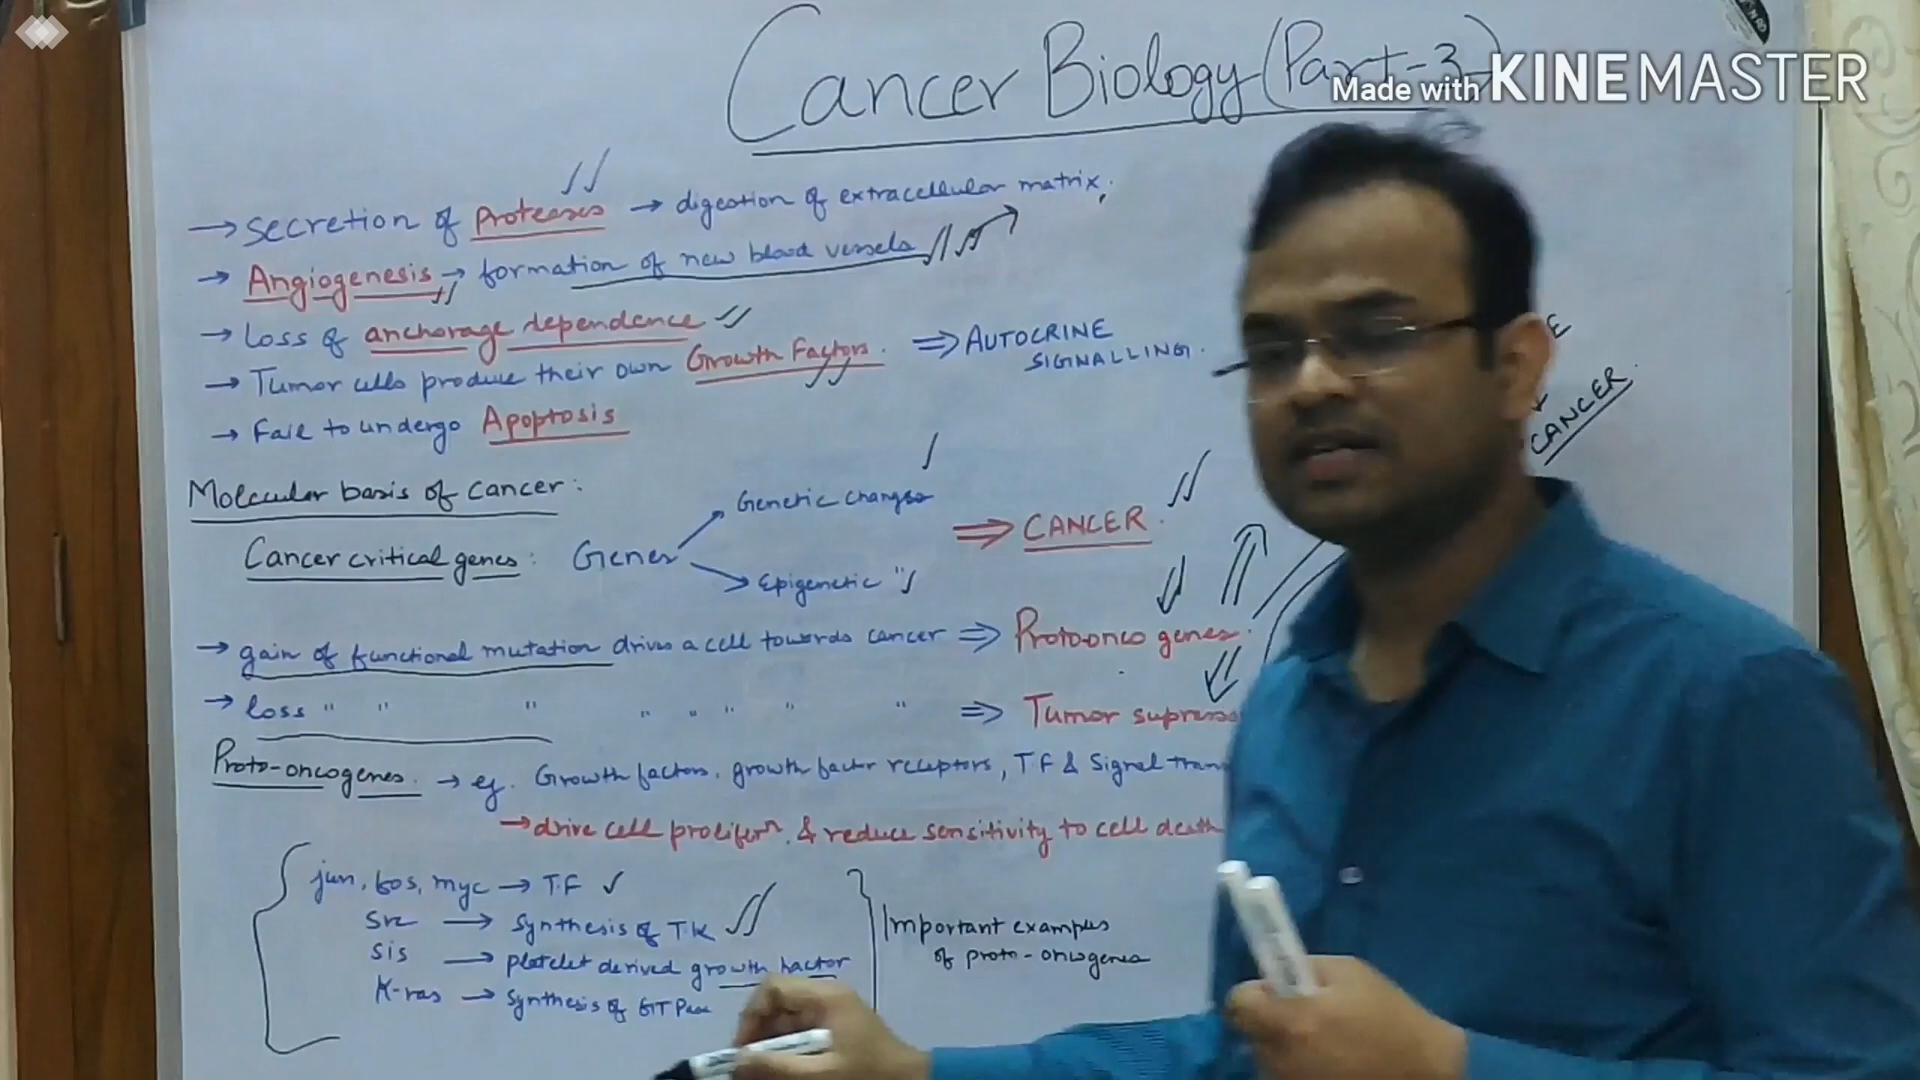 Cancer Biology (Part-3)
Made with KINEMASTER
→ secretion of Proteases → digestion of extracellular matrix.
→ Angiogenesis → formation of new blood vessels
→ Loss of anchorage dependence
→ Tumor cells produce their own Growth Factors. ⇒ AUTOCRINE
SIGNALLING.
→ Fail to undergo Apoptosis
CANCER.
Molecular basis of cancer:
Genetic changes
Cancer critical genes: Genes ⇒ CANCER.
Epigenetic "
→ gain of functional mutation drives a cell towards cancer ⇒ Protoonco genes.
→ loss " " " " " " " " ⇒ Tumor supress
Proto-oncogenes. → eg. Growth factors, growth factor receptors, TF & Signal tran
→ drive cell prolifern. & reduce sensitivity to cell death
jun, fos, myc → T.F
Src → Synthesis of TK
Important examples
sis → platelet derived growth factor
of proto-oncogenes
K-ras → Synthesis of GTPase